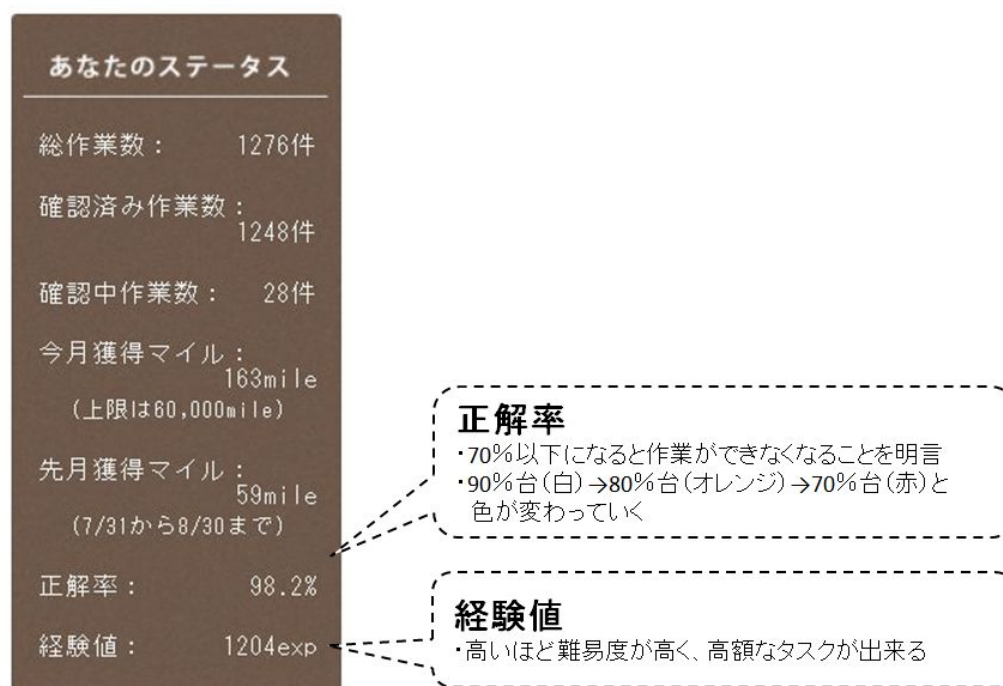 あなたのステータス
総作業数： 1276件
確認済み作業数：
1248件
確認中作業数： 28件
今月獲得マイル：
163mile
(上限は60,000mile)
先月獲得マイル：
59mile
(7/31から8/30まで)
正解率： 98.2%
経験値： 1204exp
正解率
・70％以下になると作業ができなくなることを明言
・90％台（白）→80％台（オレンジ）→70％台（赤）と
色が変わっていく
経験値
・高いほど難易度が高く、高額なタスクが出来る